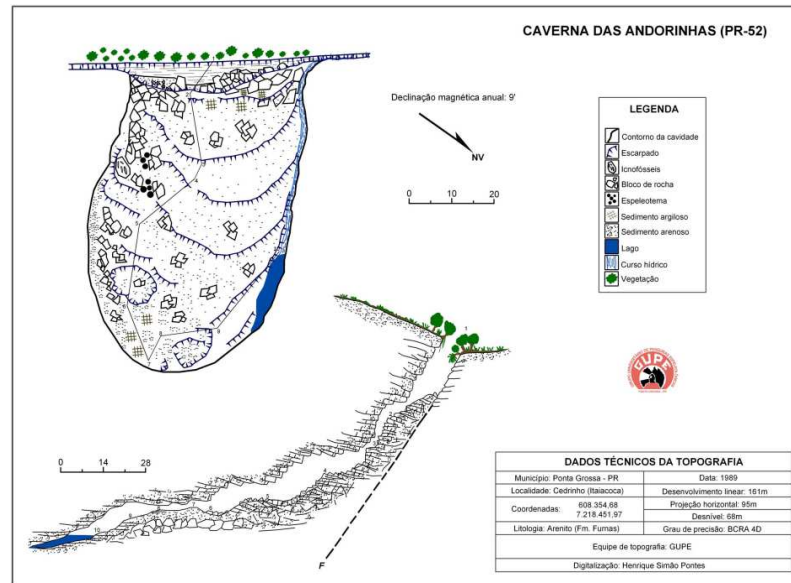 CAVERNA DAS ANDORINHAS (PR-52)
Declinação magnética anual: 9'
NV
0 10 20
LEGENDA
Contorno da cavidade
Escarpado
Icnofósseis
Bloco de rocha
Espeleotema
Sedimento argiloso
Sedimento arenoso
Lago
Curso hídrico
Vegetação
GUPE
0 14 28
F
DADOS TÉCNICOS DA TOPOGRAFIA
Município: Ponta Grossa - PR Data: 1989
Localidade: Cedrinho (Itaiacoca) Desenvolvimento linear: 161m
Coordenadas: 608.354,68 7.218.451,97 Projeção horizontal: 95m
Desnível: 68m
Litologia: Arenito (Fm. Furnas) Grau de precisão: BCRA 4D
Equipe de topografia: GUPE
Digitalização: Henrique Simão Pontes